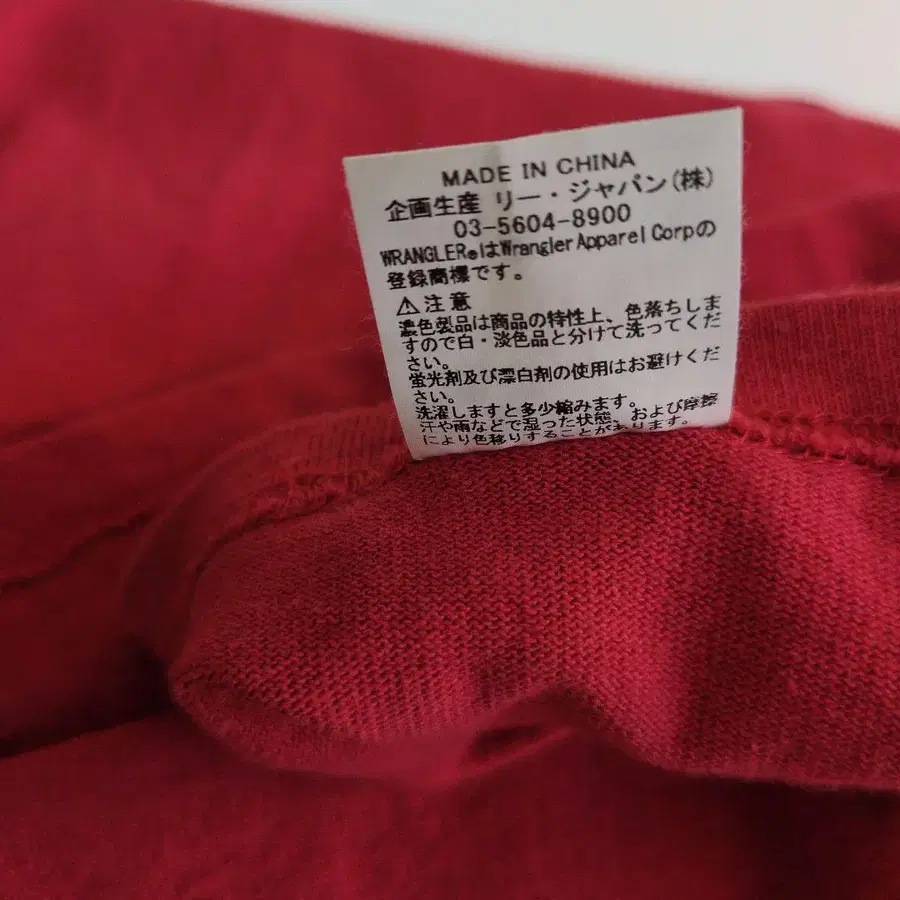 MADE IN CHINA
企画生産 リー・ジャパン(株)
03-5604-8900
WRANGLER®はWrangler Apparel Corpの
登録商標です。
⚠注意
濃色製品は商品の特性上、色落ちしま
すので白・淡色品と分けて洗ってくだ
さい。
蛍光剤及び漂白剤の使用はお避けくだ
さい。
洗濯しますと多少縮みます。
汗や雨などで湿った状態、および摩擦
により色移りすることがあります。